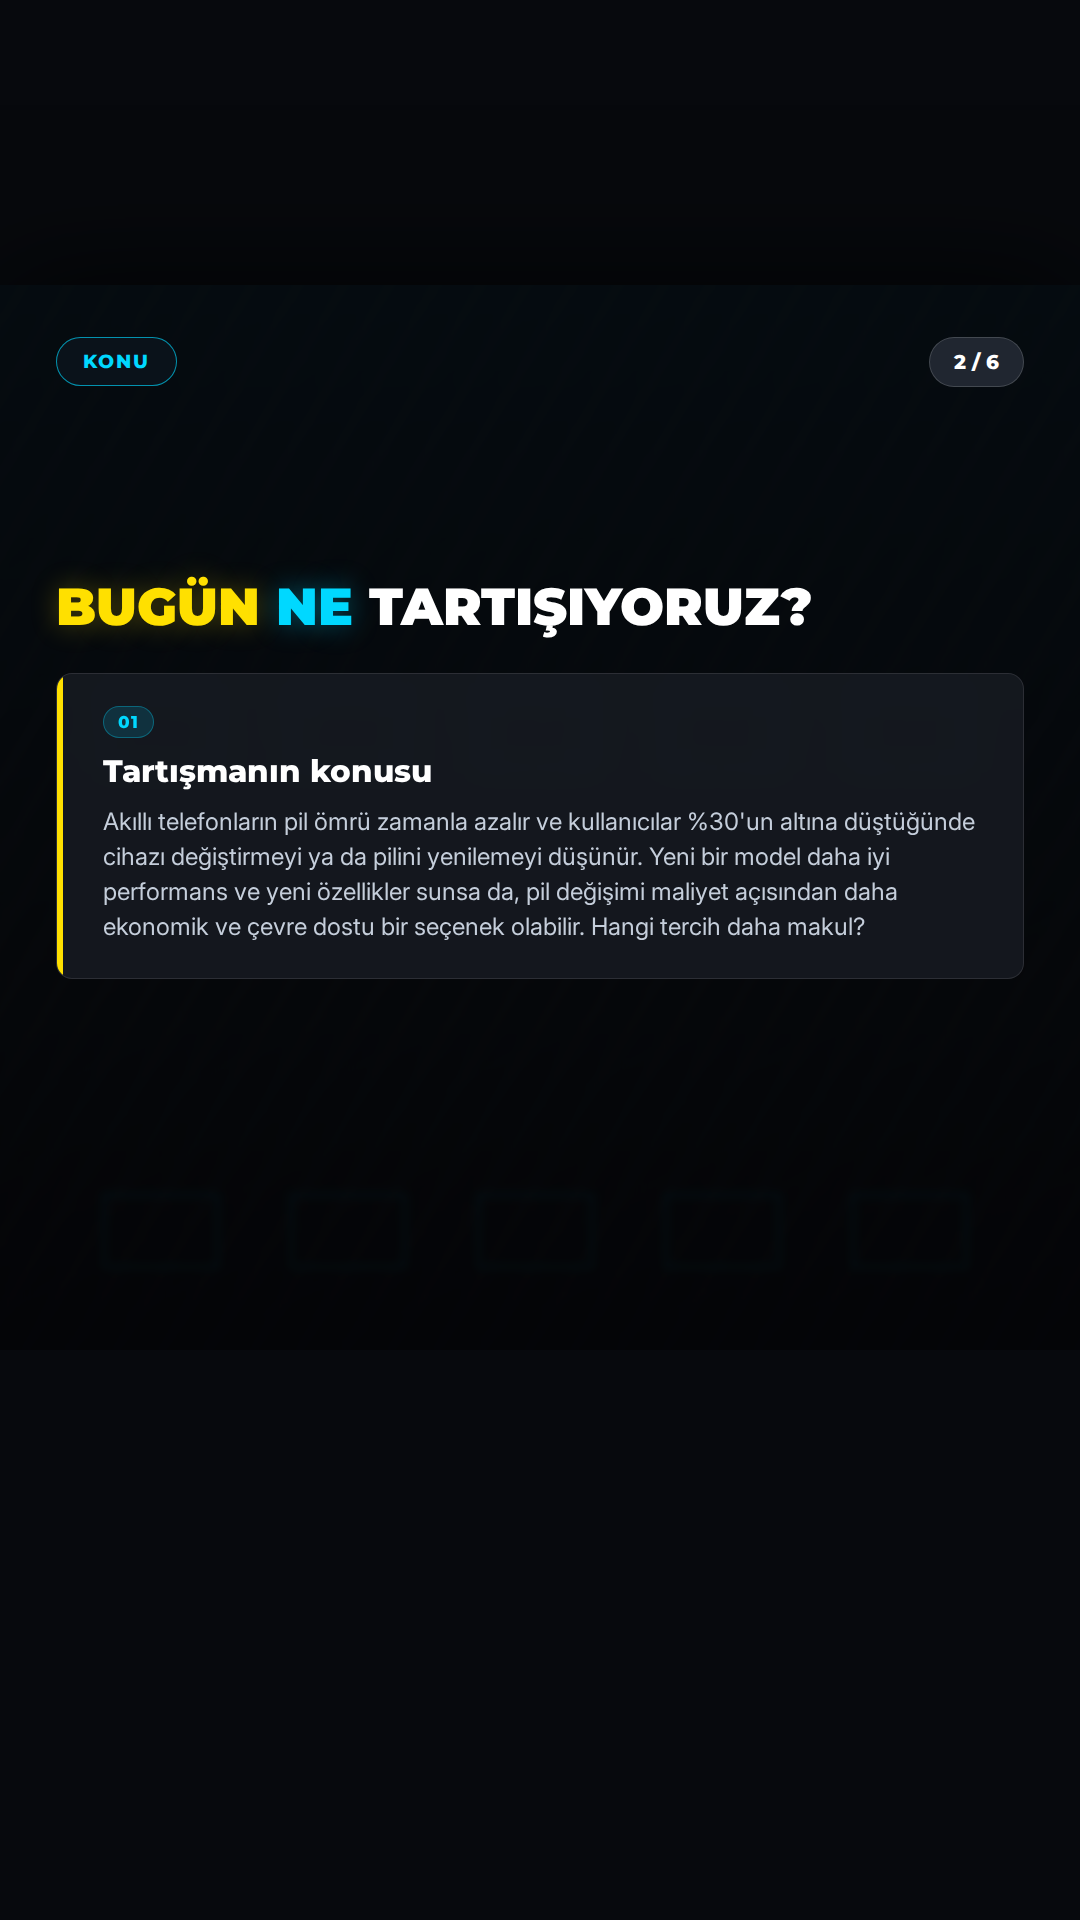 KONU
2 / 6
BUGÜN NE TARTIŞIYORUZ?
01
Tartışmanın konusu
Akıllı telefonların pil ömrü zamanla azalır ve kullanıcılar %30'un altına düştüğünde
cihazı değiştirmeyi ya da pilini yenilemeyi düşünür. Yeni bir model daha iyi
performans ve yeni özellikler sunsa da, pil değişimi maliyet açısından daha
ekonomik ve çevre dostu bir seçenek olabilir. Hangi tercih daha makul?